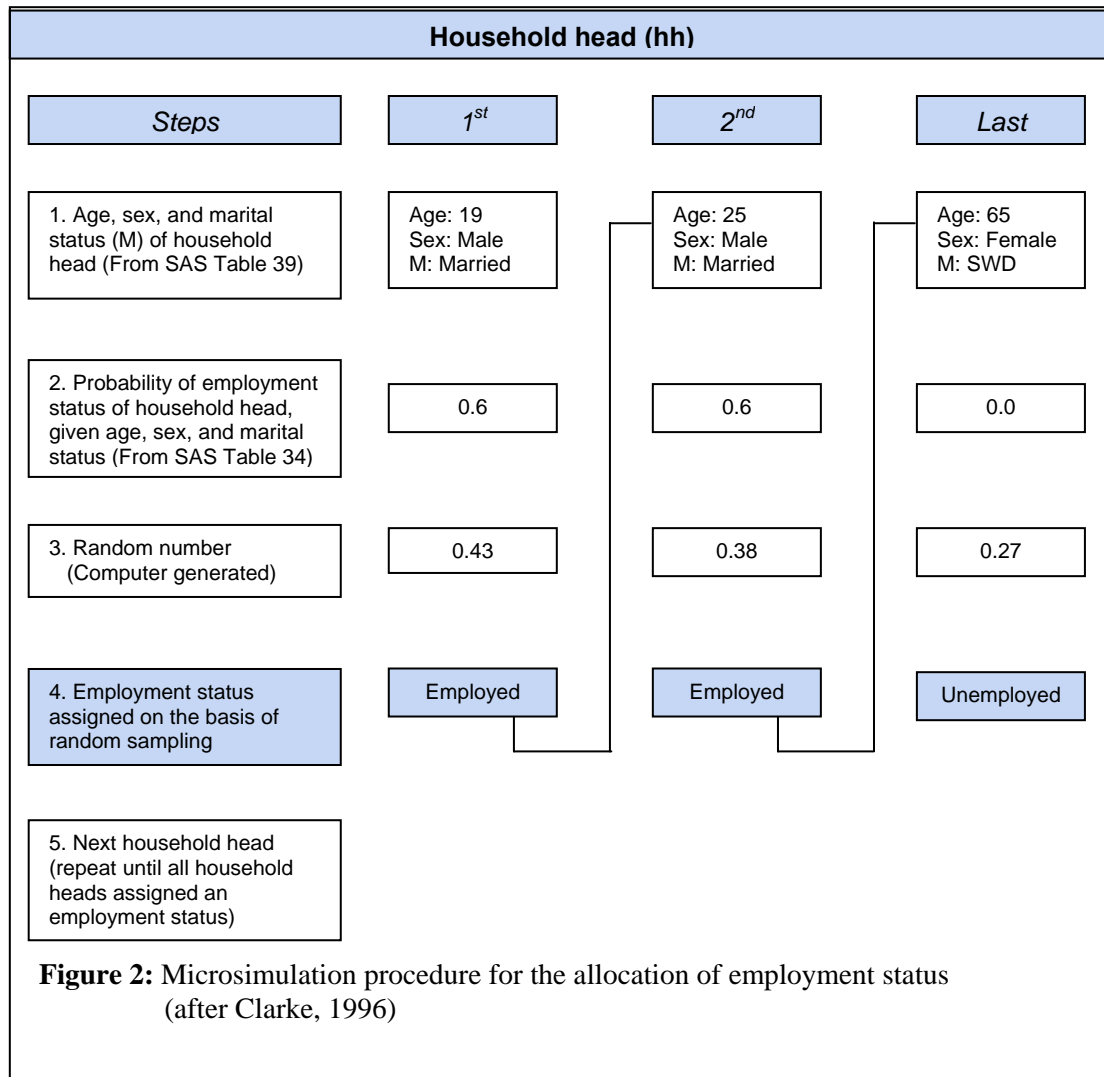 Household head (hh)
Steps
1st
2nd
Last
1. Age, sex, and marital
status (M) of household
head (From SAS Table 39)
Age: 19
Sex: Male
M: Married
Age: 25
Sex: Male
M: Married
Age: 65
Sex: Female
M: SWD
2. Probability of employment
status of household head,
given age, sex, and marital
status (From SAS Table 34)
0.6
0.6
0.0
3. Random number
(Computer generated)
0.43
0.38
0.27
4. Employment status
assigned on the basis of
random sampling
Employed
Employed
Unemployed
5. Next household head
(repeat until all household
heads assigned an
employment status)
Figure 2: Microsimulation procedure for the allocation of employment status
(after Clarke, 1996)